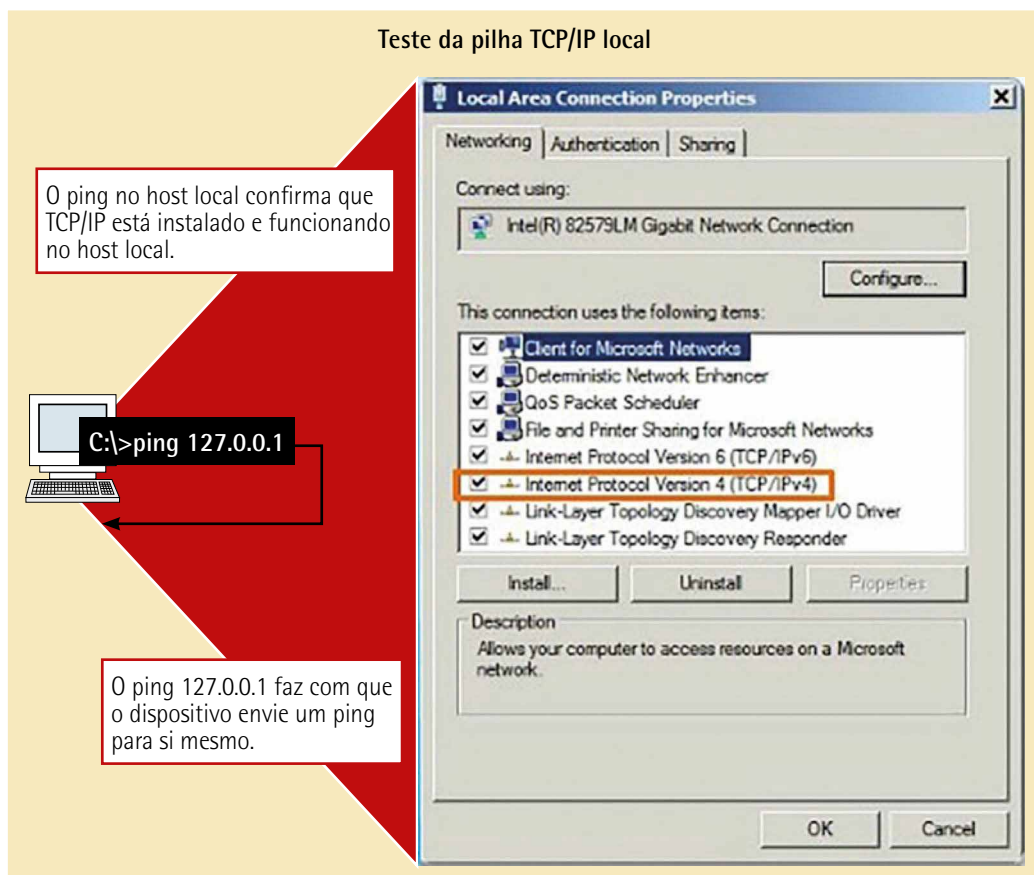 Teste da pilha TCP/IP local
O ping no host local confirma que
TCP/IP está instalado e funcionando
no host local.
C:\>ping 127.0.0.1
O ping 127.0.0.1 faz com que
o dispositivo envie um ping
para si mesmo.
Local Area Connection Properties
Networking
Authentication
Sharing
Connect using:
Intel(R) 82579LM Gigabit Network Connection
Configure...
This connection uses the following items:
Client for Microsoft Networks
Deterministic Network Enhancer
QoS Packet Scheduler
File and Printer Sharing for Microsoft Networks
Internet Protocol Version 6 (TCP/IPv6)
Internet Protocol Version 4 (TCP/IPv4)
Link-Layer Topology Discovery Mapper I/O Driver
Link-Layer Topology Discovery Responder
Install...
Uninstall
Properties
Description
Allows your computer to access resources on a Microsoft
network.
OK
Cancel